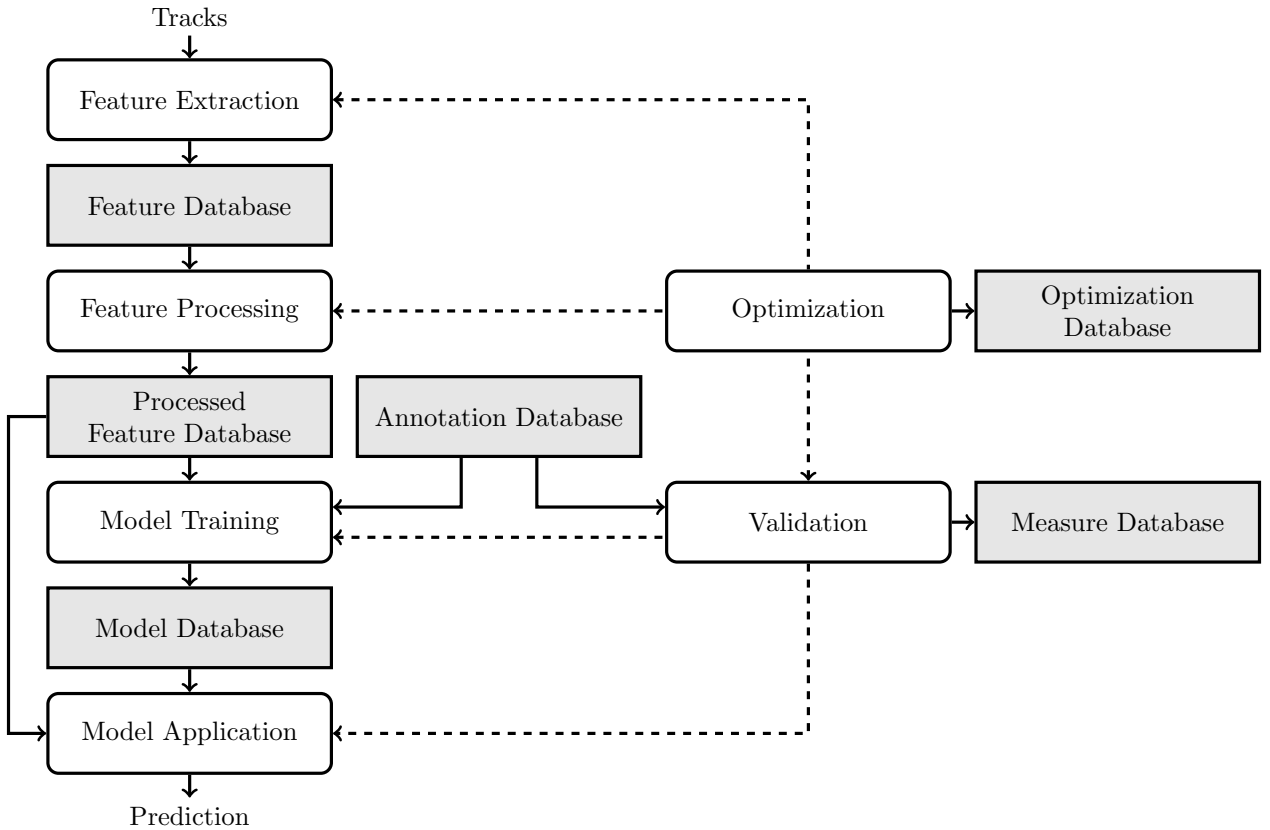 Tracks
Feature Extraction
Feature Database
Feature Processing
Optimization
Optimization
Database
Processed
Feature Database
Annotation Database
Model Training
Validation
Measure Database
Model Database
Model Application
Prediction